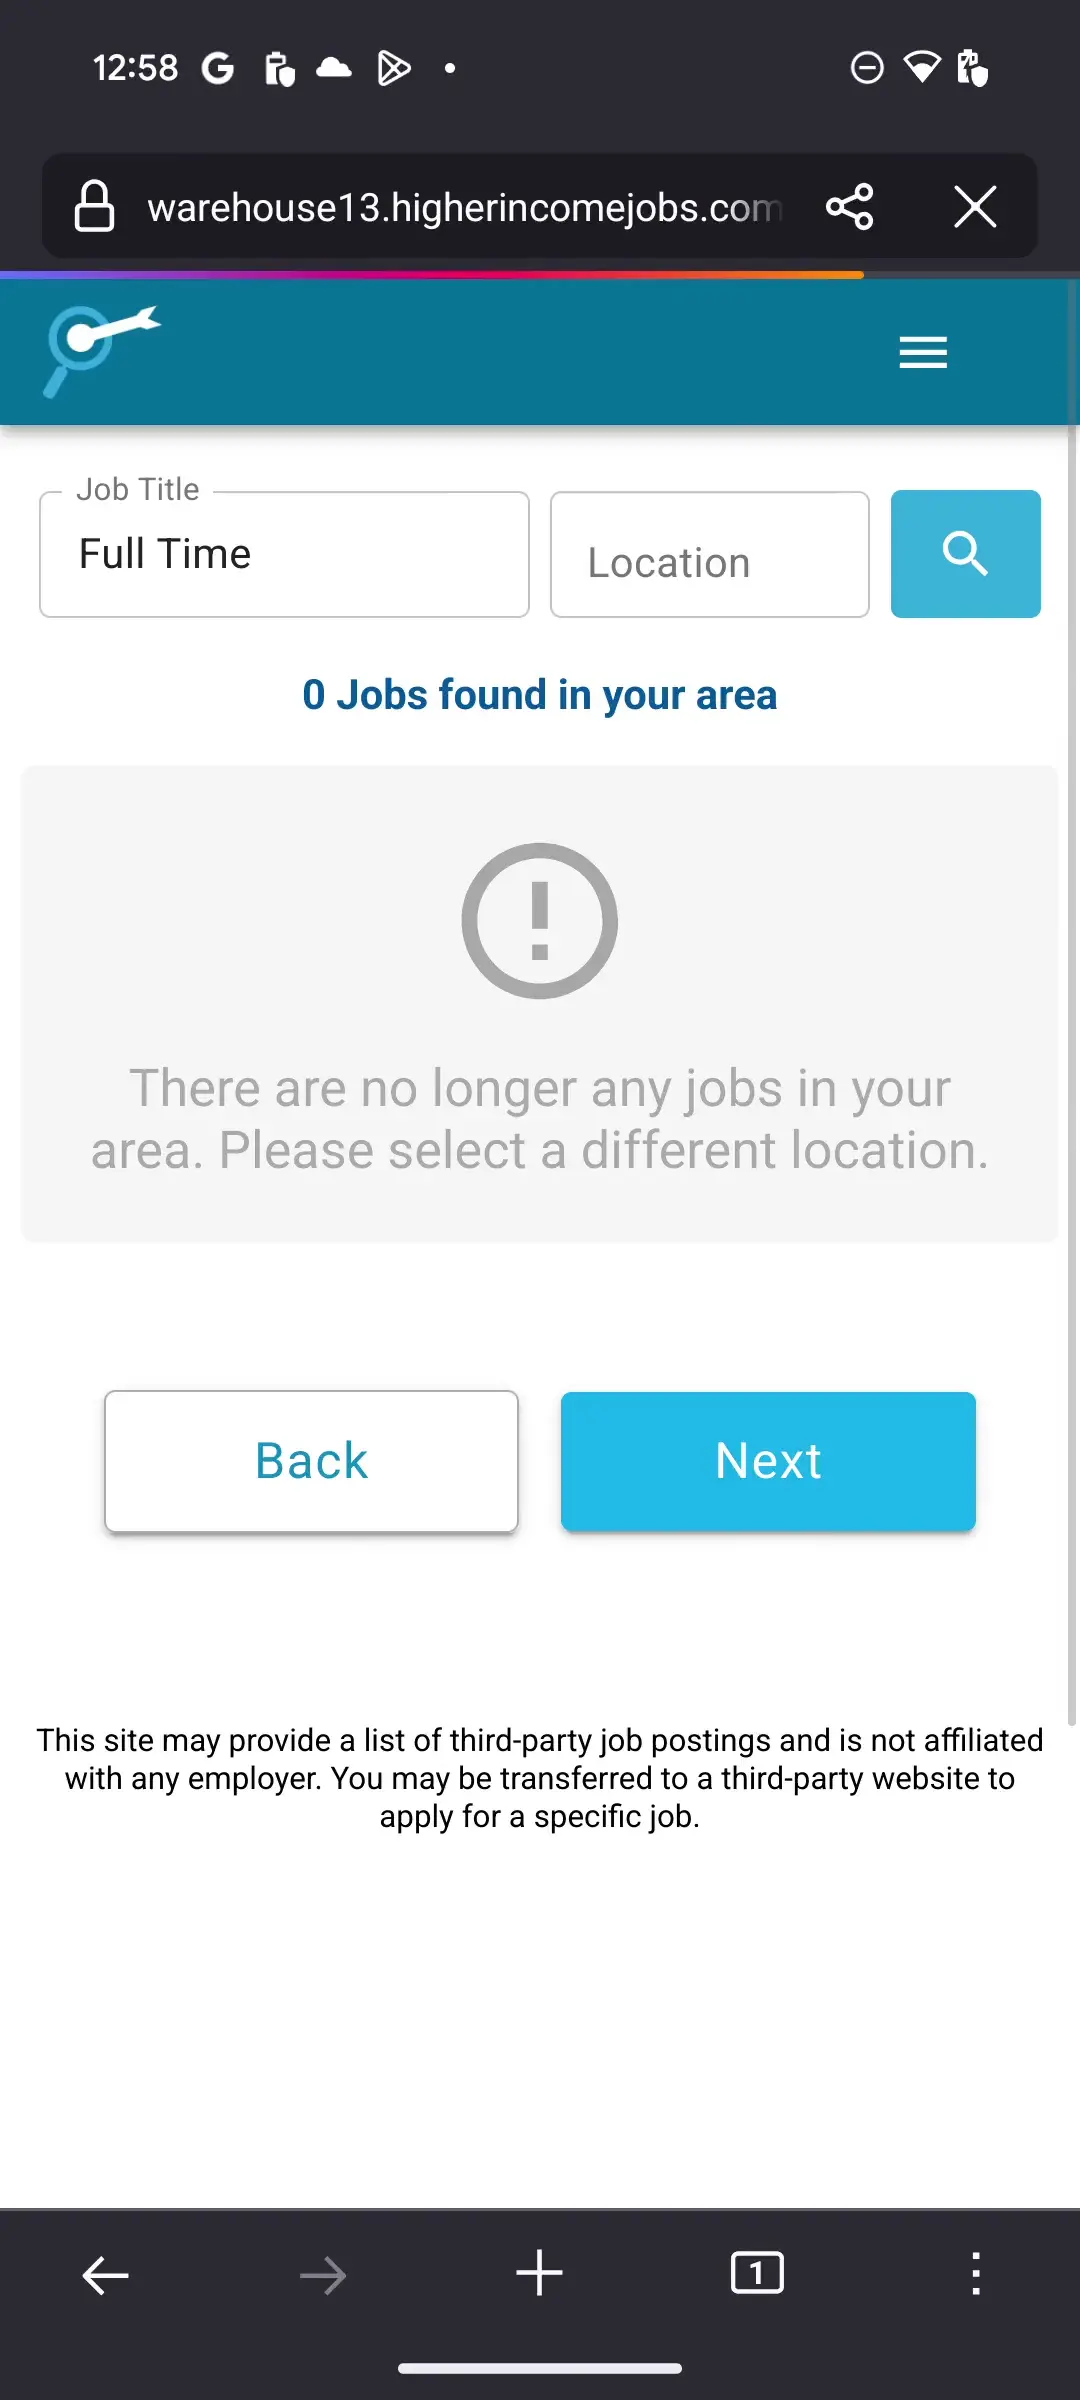 12:58
warehouse13.higherincomejobs.com
Job Title
Full Time
Location
0 Jobs found in your area
There are no longer any jobs in your
area. Please select a different location.
Back
Next
This site may provide a list of third-party job postings and is not affiliated
with any employer. You may be transferred to a third-party website to
apply for a specific job.
1